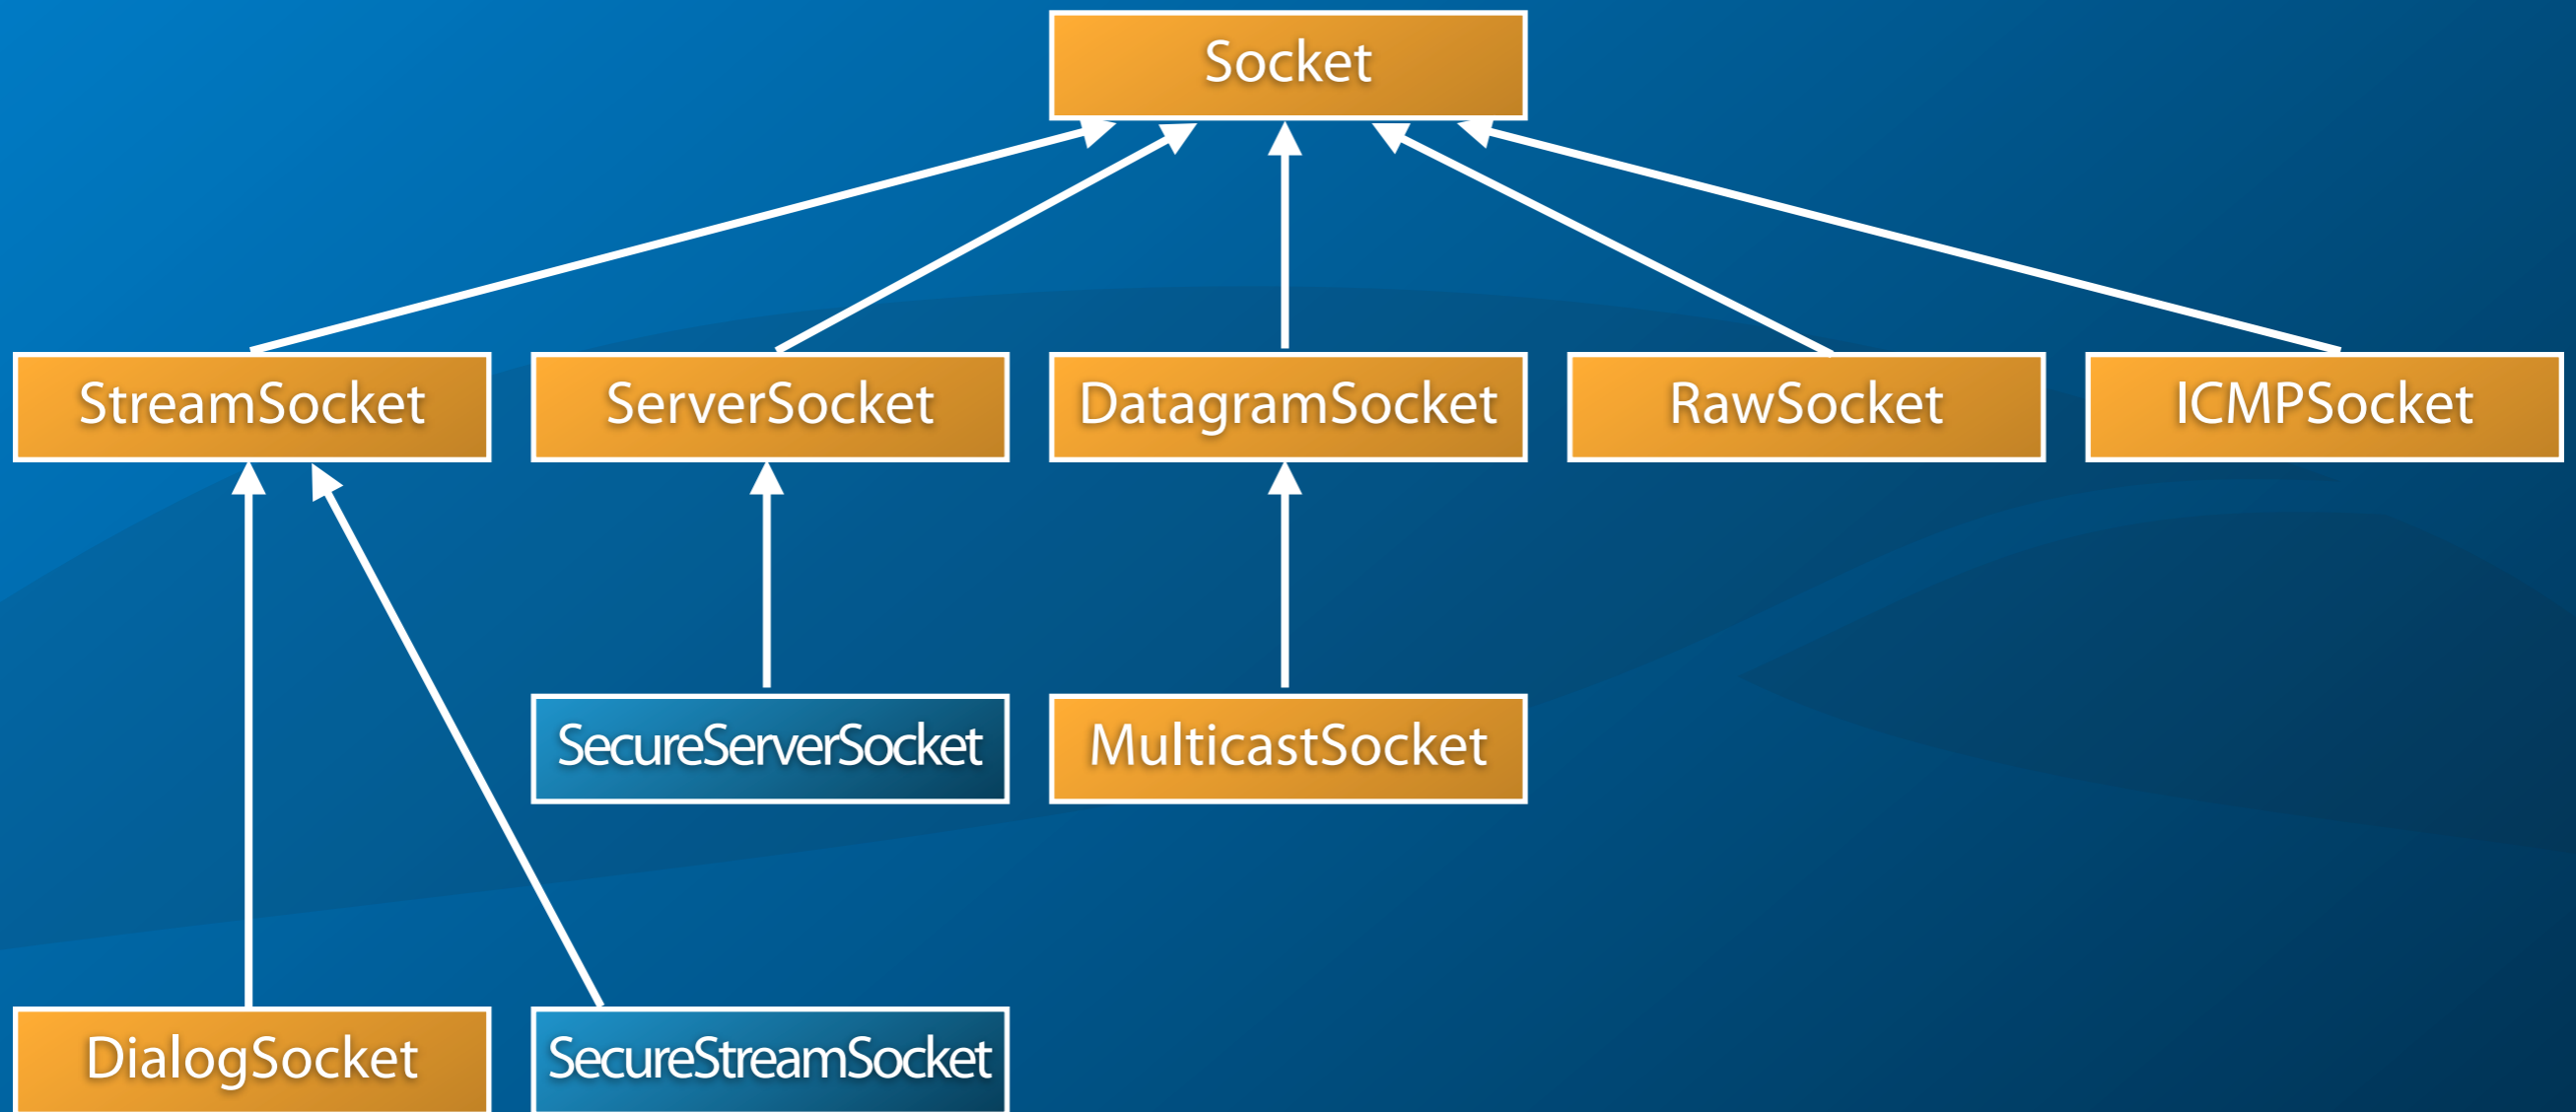 Socket
StreamSocket
ServerSocket
DatagramSocket
RawSocket
ICMPSocket
SecureServerSocket
MulticastSocket
DialogSocket
SecureStreamSocket